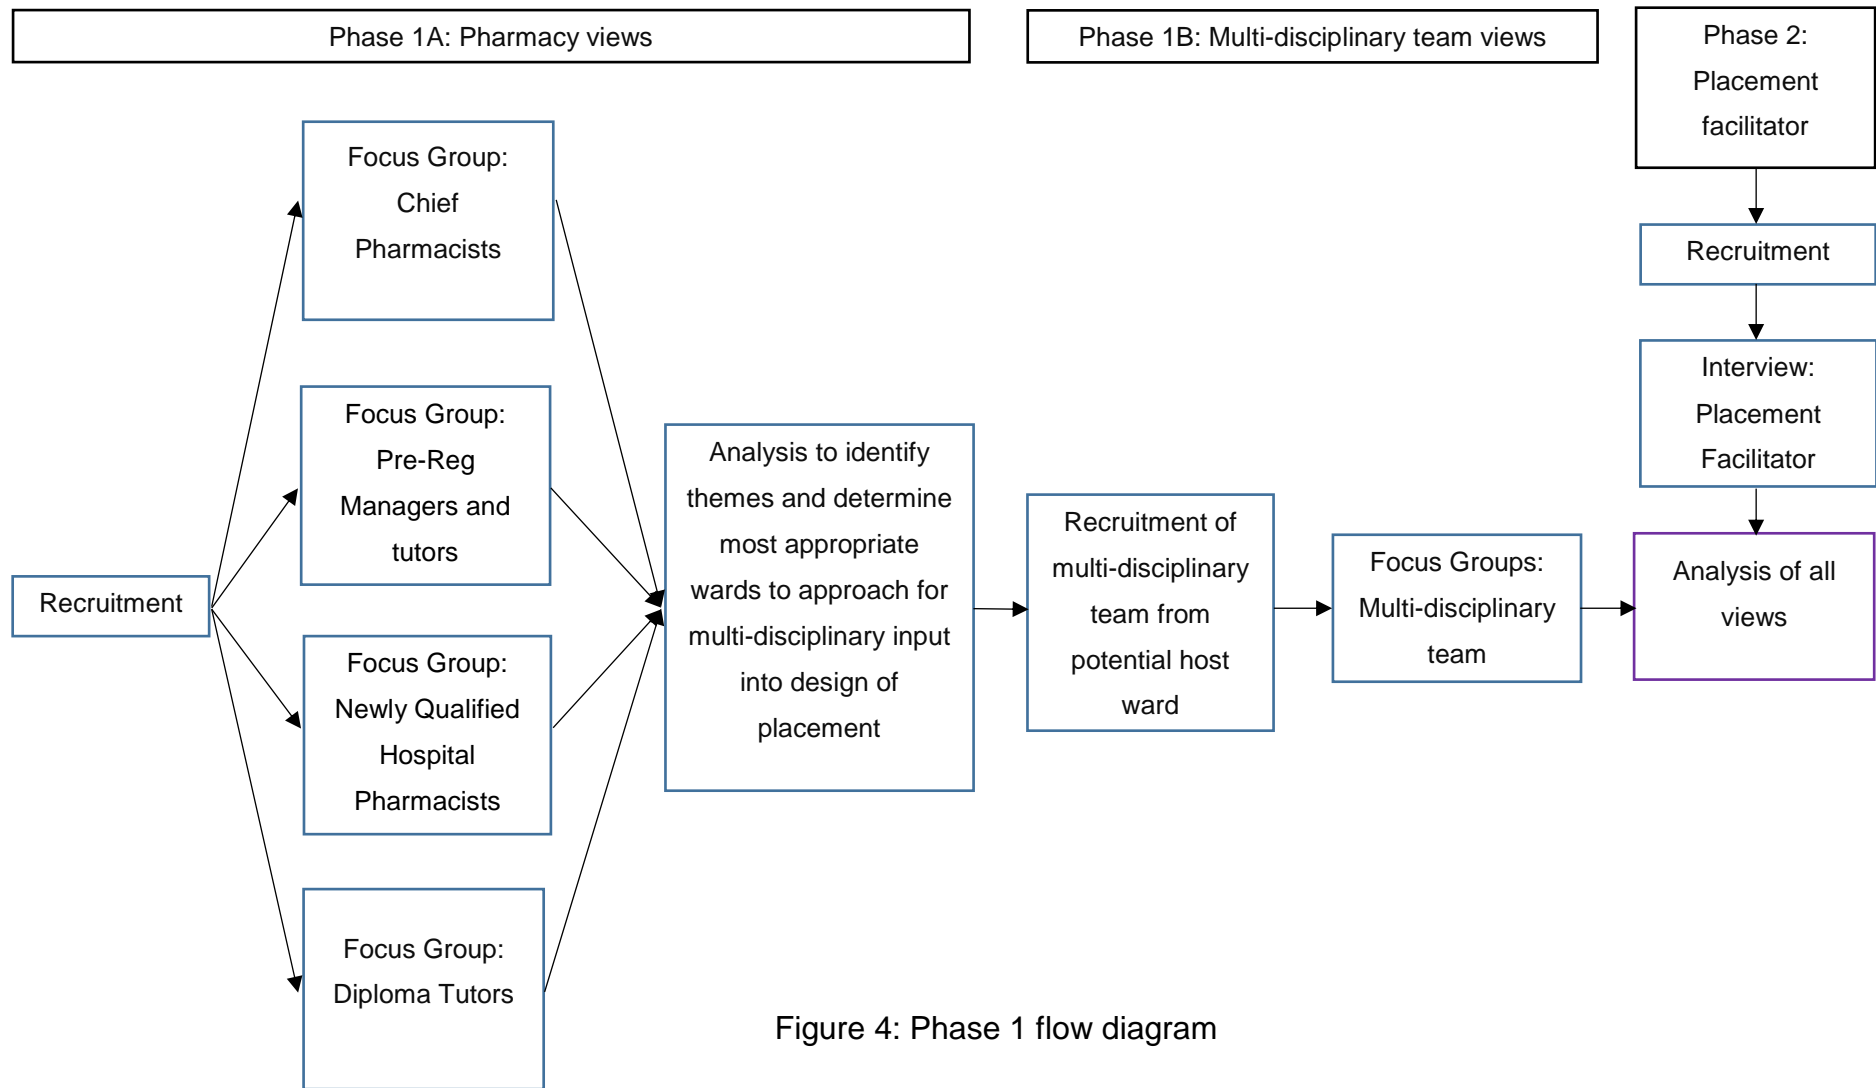 Phase 1A: Pharmacy views
Phase 1B: Multi-disciplinary team views
Phase 2:
Placement
facilitator
Recruitment
Focus Group:
Chief
Pharmacists
Focus Group:
Pre-Reg
Managers and
tutors
Focus Group:
Newly Qualified
Hospital
Pharmacists
Focus Group:
Diploma Tutors
Analysis to identify
themes and determine
most appropriate
wards to approach for
multi-disciplinary input
into design of
placement
Recruitment of
multi-disciplinary
team from
potential host
ward
Focus Groups:
Multi-disciplinary
team
Recruitment
Interview:
Placement
Facilitator
Analysis of all
views
Figure 4: Phase 1 flow diagram